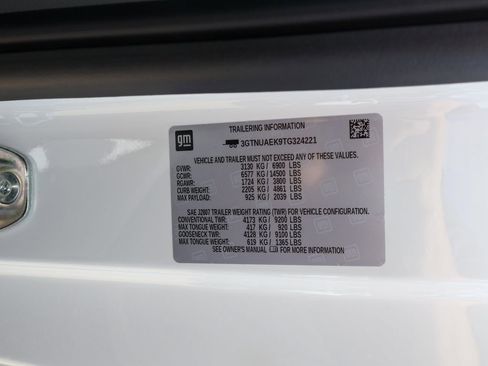 gm
TRAILERING INFORMATION
3GTNUAEK9TG324221
VEHICLE AND TRAILER MUST NOT EXCEED ANY OF THESE VALUES.
GVWR: 3130 KG / 6900 LBS
GCWR: 6577 KG / 14500 LBS
RGAWR: 1724 KG / 3800 LBS
CURB WEIGHT: 2205 KG / 4861 LBS
MAX PAYLOAD: 925 KG / 2039 LBS
SAE J2807 TRAILER WEIGHT RATING (TWR) FOR VEHICLE CONFIGURATION.
CONVENTIONAL TWR: 4173 KG / 9200 LBS
MAX TONGUE WEIGHT: 417 KG / 920 LBS
GOOSENECK TWR: 4128 KG / 9100 LBS
MAX TONGUE WEIGHT: 619 KG / 1365 LBS
SEE OWNER'S MANUAL FOR MORE INFORMATION